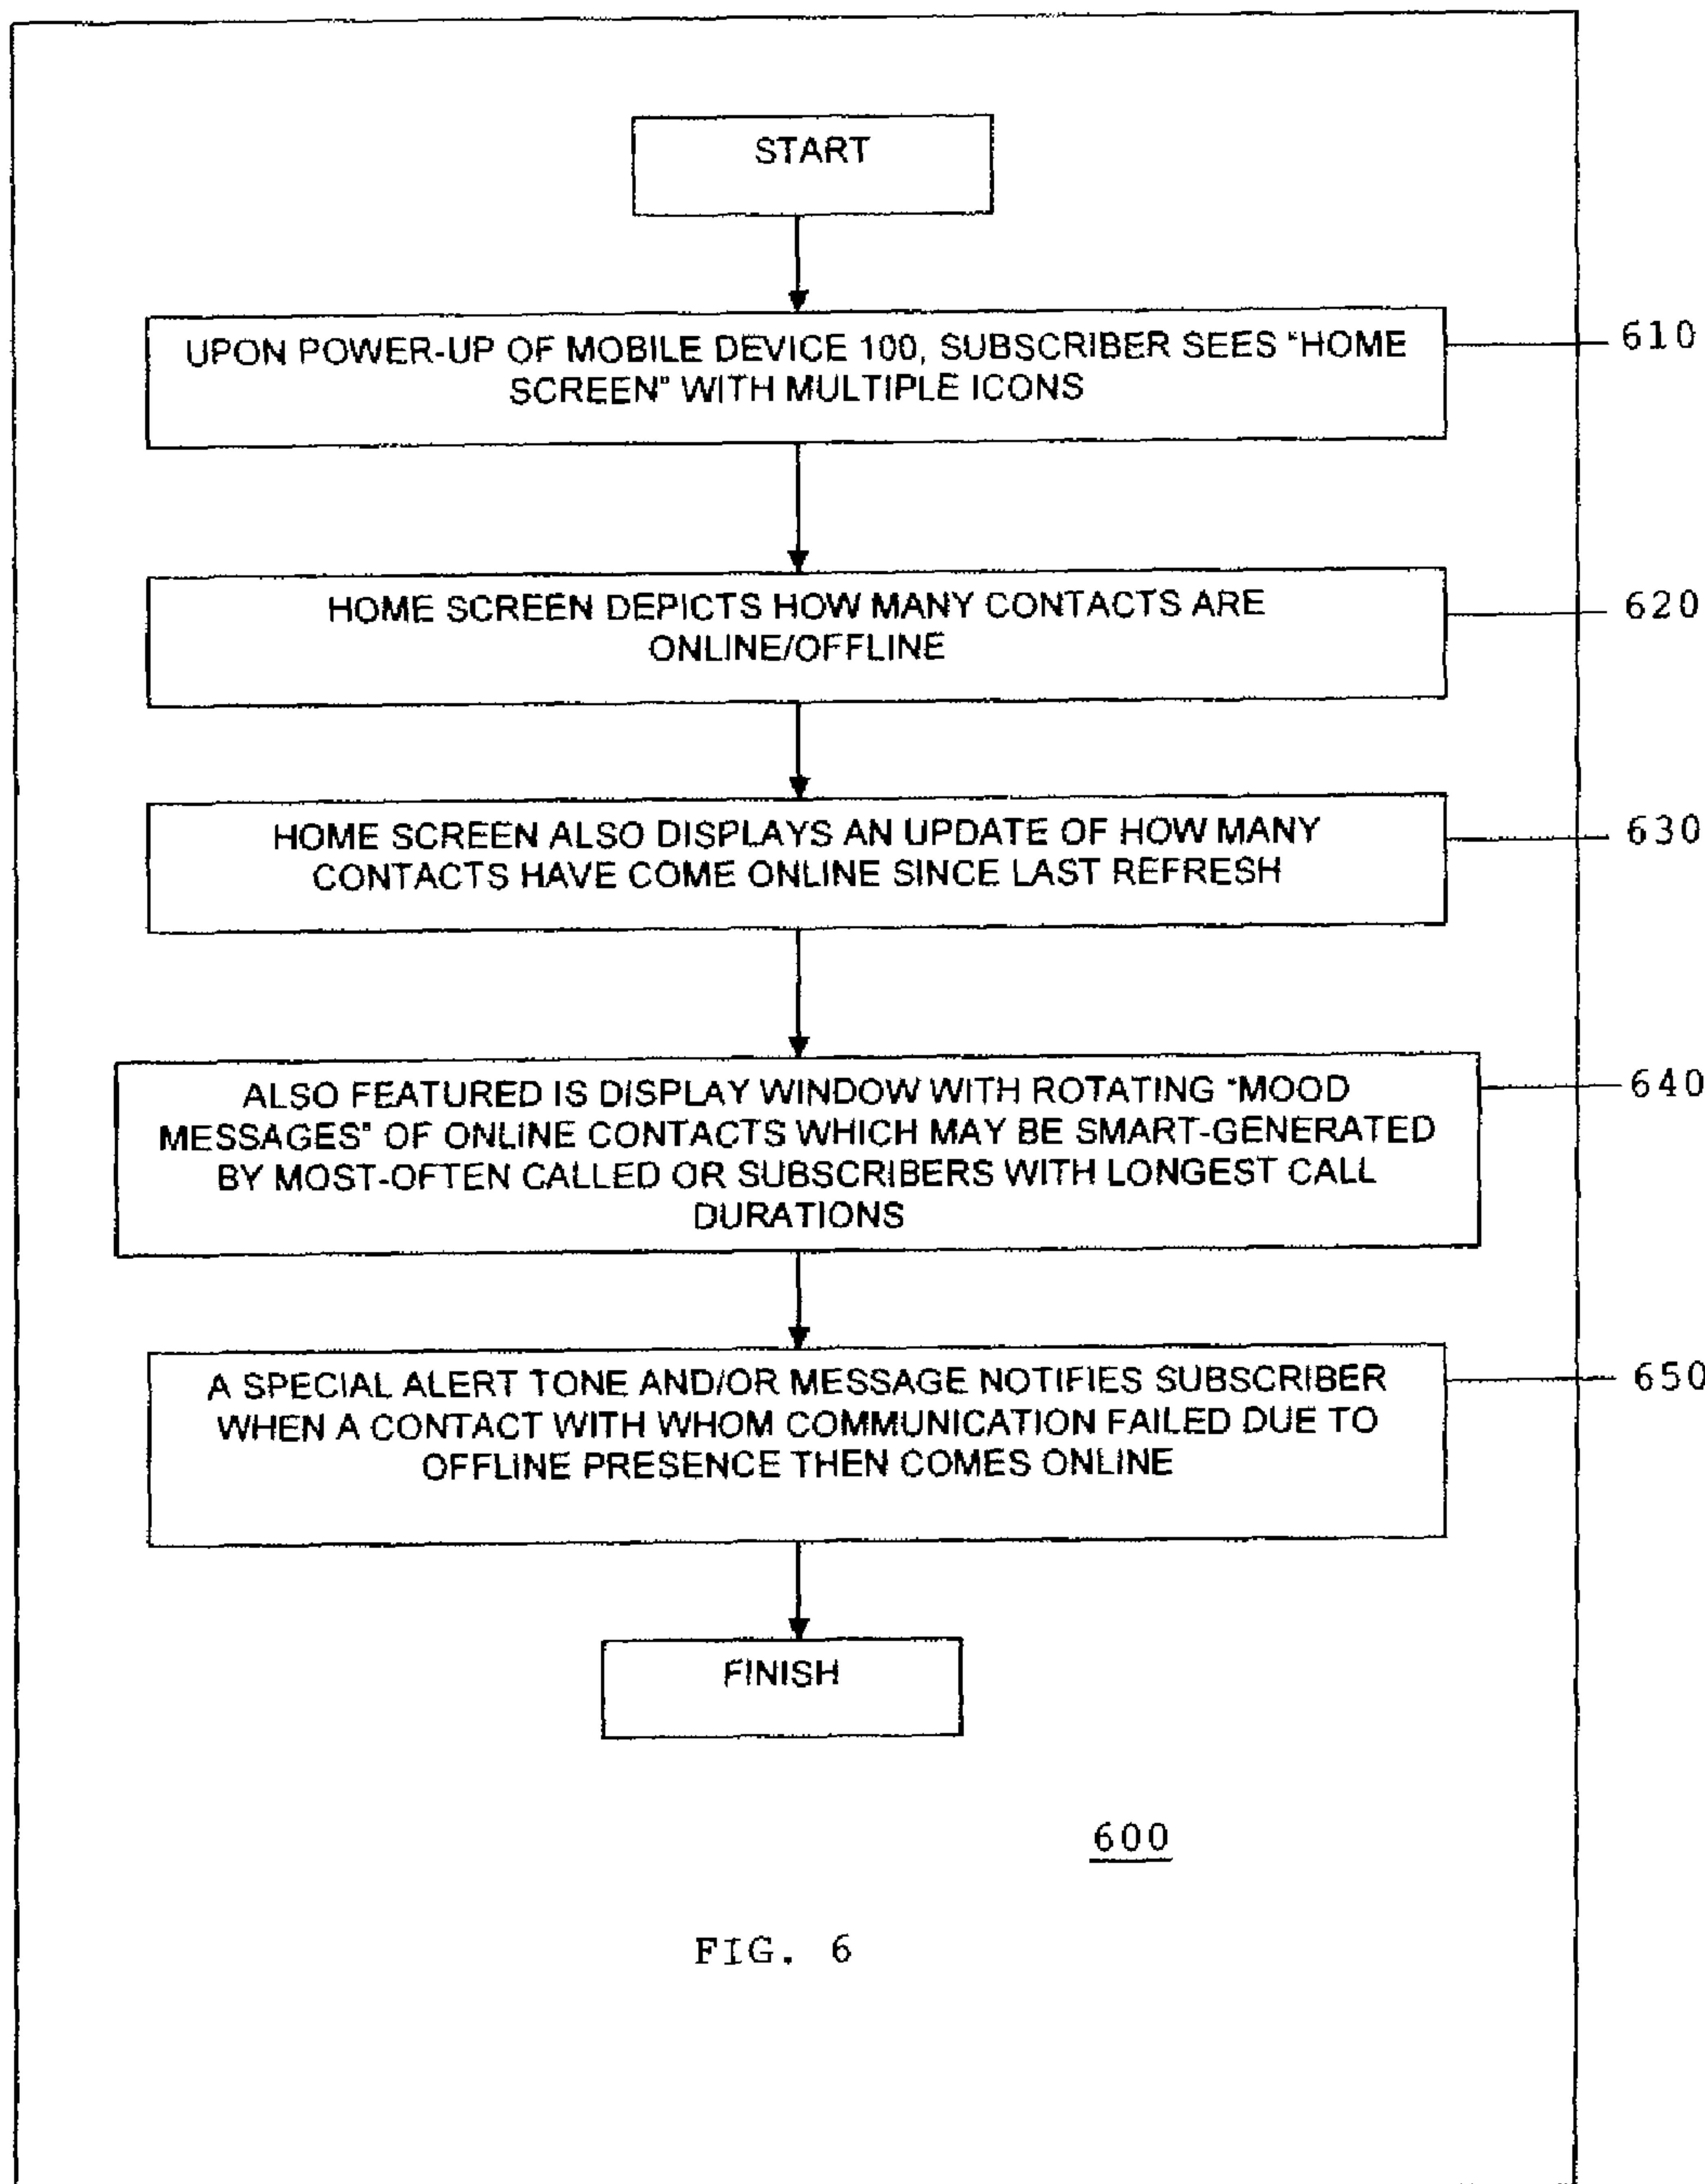 START
UPON POWER-UP OF MOBILE DEVICE 100, SUBSCRIBER SEES "HOME
SCREEN" WITH MULTIPLE ICONS
610
HOME SCREEN DEPICTS HOW MANY CONTACTS ARE
ONLINE/OFFLINE
620
HOME SCREEN ALSO DISPLAYS AN UPDATE OF HOW MANY
CONTACTS HAVE COME ONLINE SINCE LAST REFRESH
630
ALSO FEATURED IS DISPLAY WINDOW WITH ROTATING "MOOD
MESSAGES" OF ONLINE CONTACTS WHICH MAY BE SMART-GENERATED
BY MOST-OFTEN CALLED OR SUBSCRIBERS WITH LONGEST CALL
DURATIONS
640
A SPECIAL ALERT TONE AND/OR MESSAGE NOTIFIES SUBSCRIBER
WHEN A CONTACT WITH WHOM COMMUNICATION FAILED DUE TO
OFFLINE PRESENCE THEN COMES ONLINE
650
FINISH
600
FIG. 6